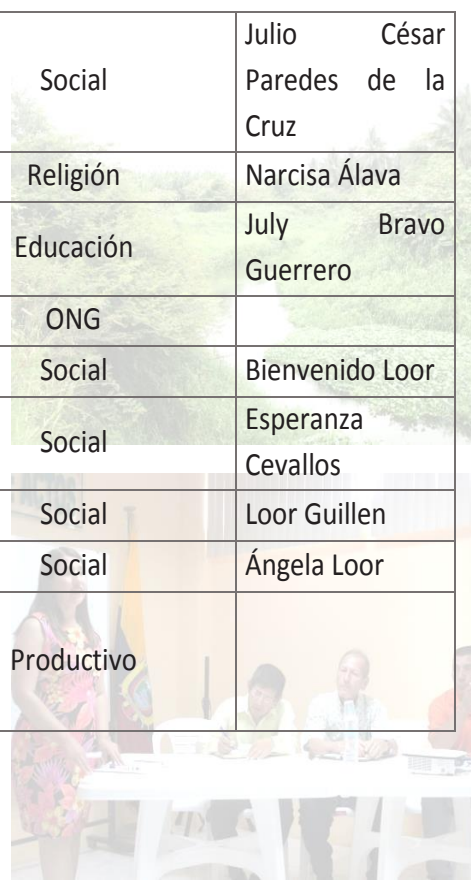 Julio César
Social Paredes de la
Cruz
Religión Narcisa Álava
Educación July Bravo
Guerrero
ONG
Social Bienvenido Loor
Social Esperanza
Cevallos
Social Loor Guillen
Social Ángela Loor
Productivo